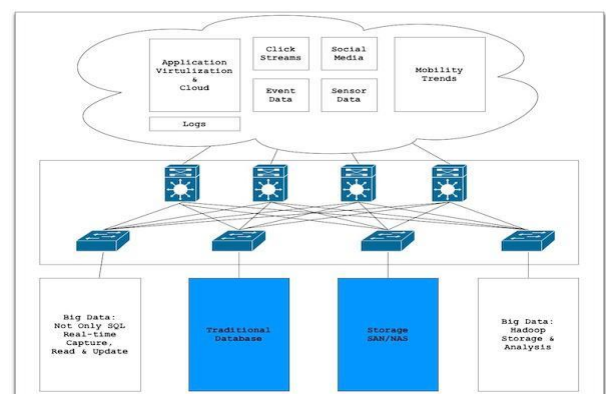 Application
Virtulization
&
Cloud
Click
Streams
Social
Media
Mobility
Trends
Event
Data
Sensor
Data
Logs
Big Data:
Not Only SQL
Real-time
Capture,
Read & Update
Traditional
Database
Storage
SAN/NAS
Big Data:
Hadoop
Storage &
Analysis